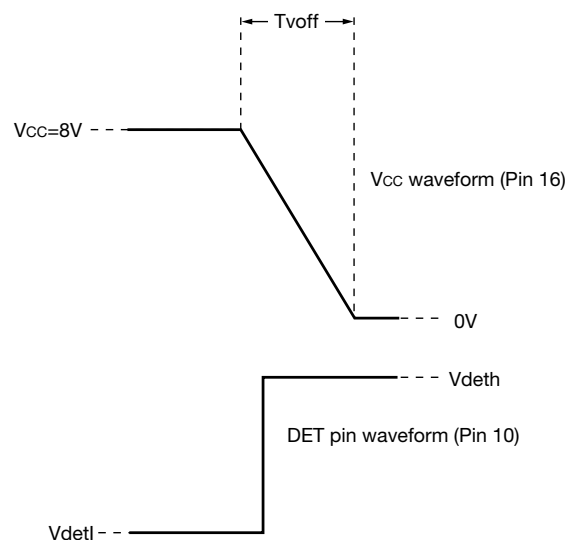 Tvoff
VCC=8V
VCC waveform (Pin 16)
0V
Vdeth
DET pin waveform (Pin 10)
Vdetl